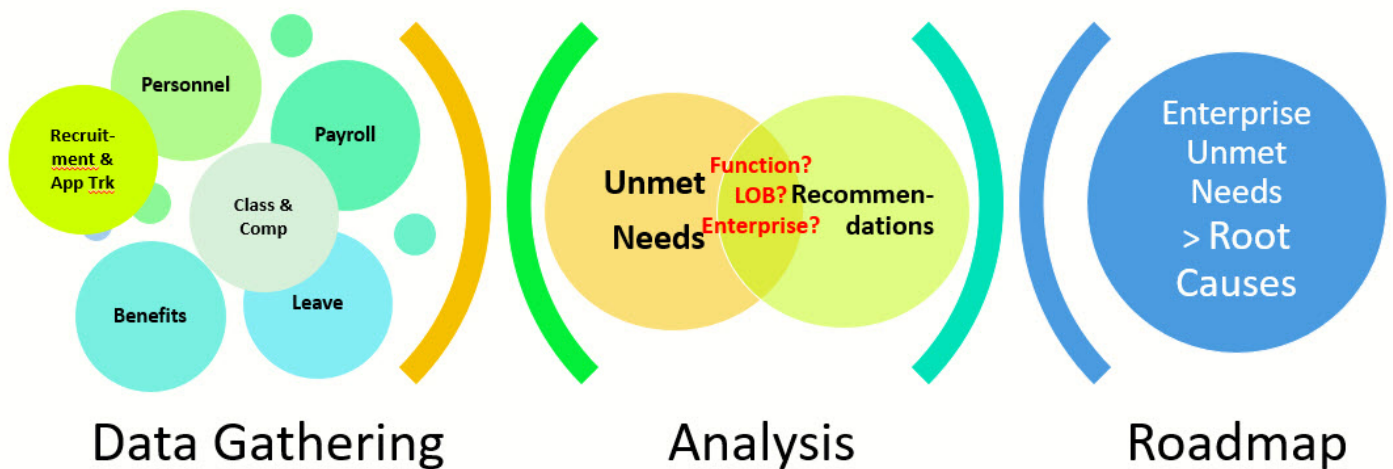 Personnel
Recruit-
ment &
App Trk
Payroll
Class &
Comp
Benefits
Leave
Data Gathering
Unmet
Needs
Function?
LOB?
Enterprise?
Recommen-
dations
Analysis
Enterprise
Unmet
Needs
> Root
Causes
Roadmap